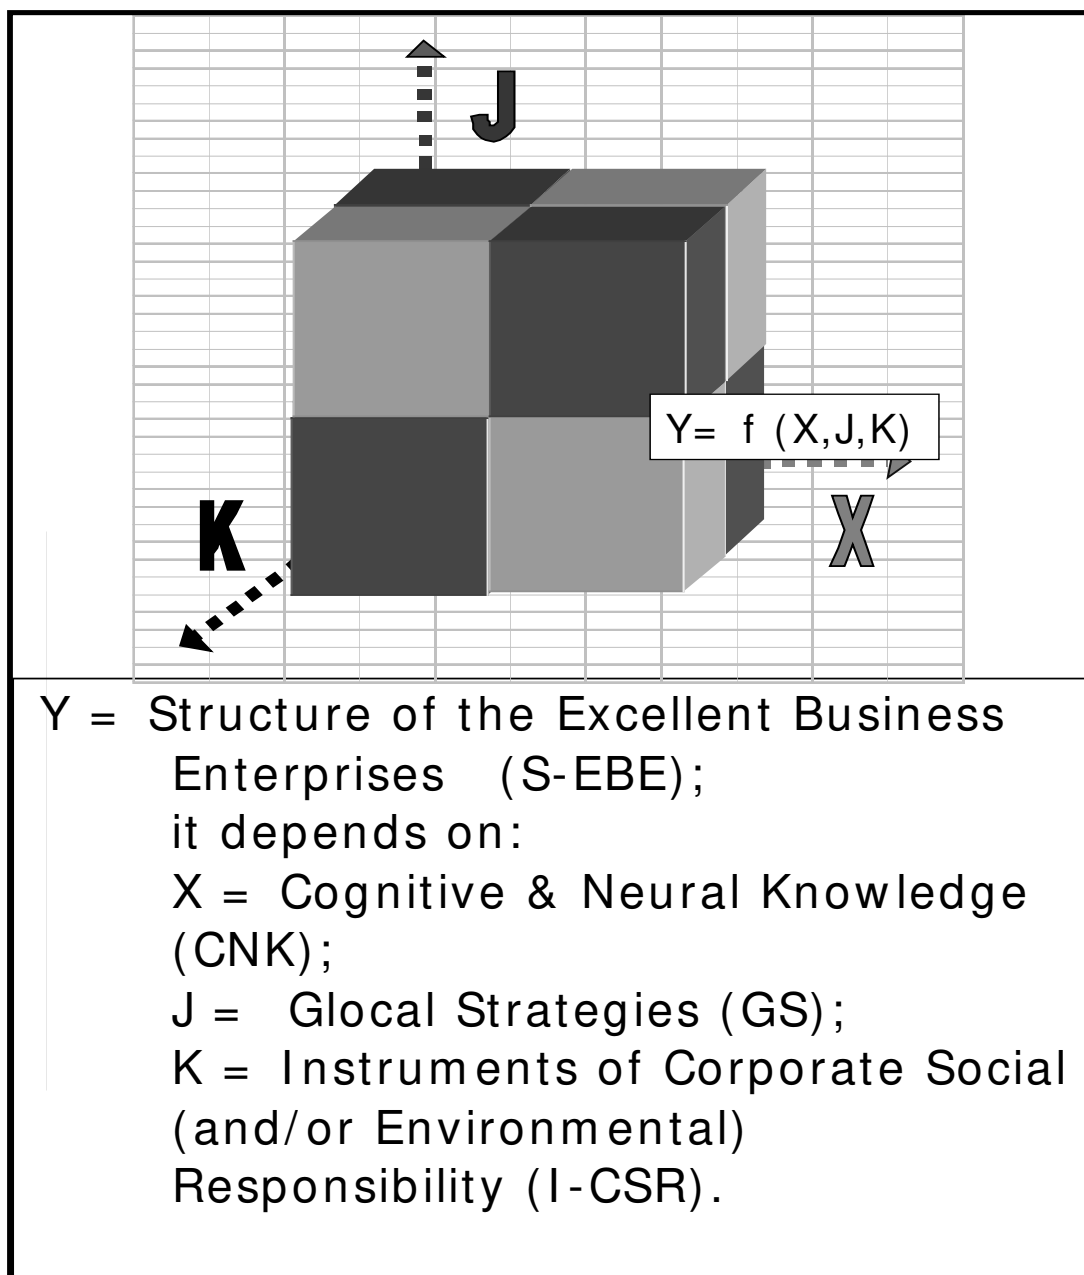 J
Y= f (X,J,K)
K
X
Y = Structure of the Excellent Business
Enterprises (S-EBE);
it depends on:
X = Cognitive & Neural Knowledge
(CNK);
J = Glocal Strategies (GS);
K = Instruments of Corporate Social
(and/or Environmental)
Responsibility (I-CSR).